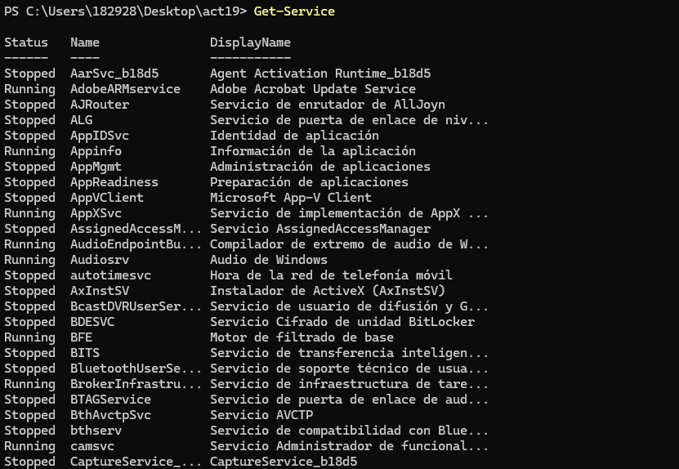 PS C:\Users\182928\Desktop\act19> Get-Service
Status Name DisplayName
------ ---- -----------
Stopped AarSvc_b18d5 Agent Activation Runtime_b18d5
Running AdobeARMservice Adobe Acrobat Update Service
Stopped AJRouter Servicio de enrutador de AllJoyn
Stopped ALG Servicio de puerta de enlace de niv...
Stopped AppIDSvc Identidad de aplicación
Running Appinfo Información de la aplicación
Stopped AppMgmt Administración de aplicaciones
Stopped AppReadiness Preparación de aplicaciones
Stopped AppVClient Microsoft App-V Client
Running AppXSvc Servicio de implementación de AppX ...
Stopped AssignedAccessM... Servicio AssignedAccessManager
Running AudioEndpointBu... Compilador de extremo de audio de W...
Running Audiosrv Audio de Windows
Stopped autotimesvc Hora de la red de telefonía móvil
Stopped AxInstSV Instalador de ActiveX (AxInstSV)
Stopped BcastDVRUserSer... Servicio de usuario de difusión y G...
Stopped BDESVC Servicio Cifrado de unidad BitLocker
Running BFE Motor de filtrado de base
Stopped BITS Servicio de transferencia inteligen...
Stopped BluetoothUserSe... Servicio de soporte técnico de usua...
Running BrokerInfrastru... Servicio de infraestructura de tare...
Stopped BTAGService Servicio de puerta de enlace de aud...
Stopped BthAvctpSvc Servicio AVCTP
Stopped bthserv Servicio de compatibilidad con Blue...
Running camsvc Servicio Administrador de funcional...
Stopped CaptureService_... CaptureService_b18d5